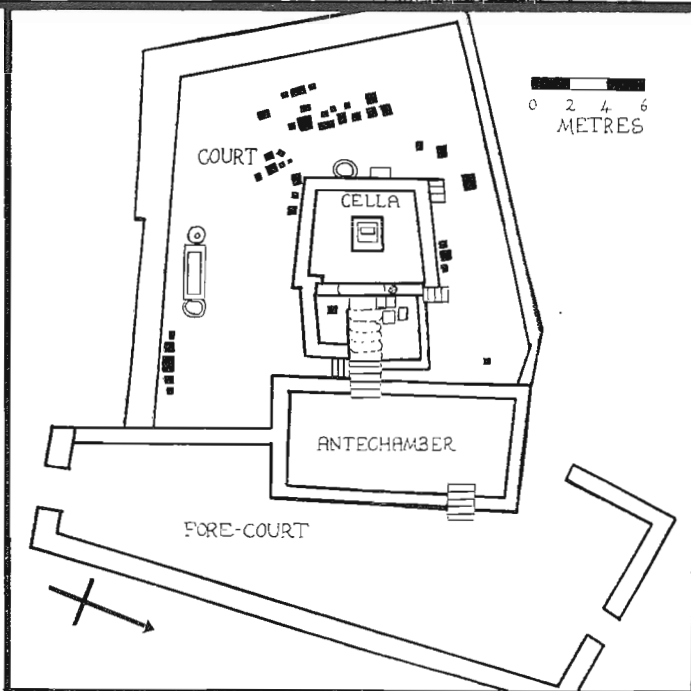 0 2 4 6
METRES
COURT
CELLA
ANTECHAMBER
FORE-COURT